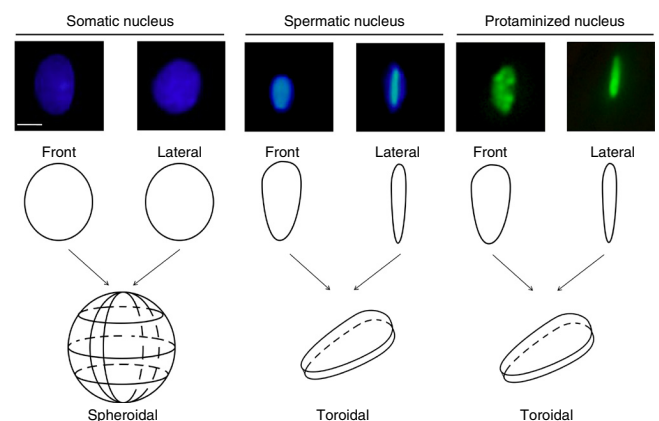 Somatic nucleus
Spermatic nucleus
Protaminized nucleus
Front
Lateral
Front
Lateral
Front
Lateral
Spheroidal
Toroidal
Toroidal